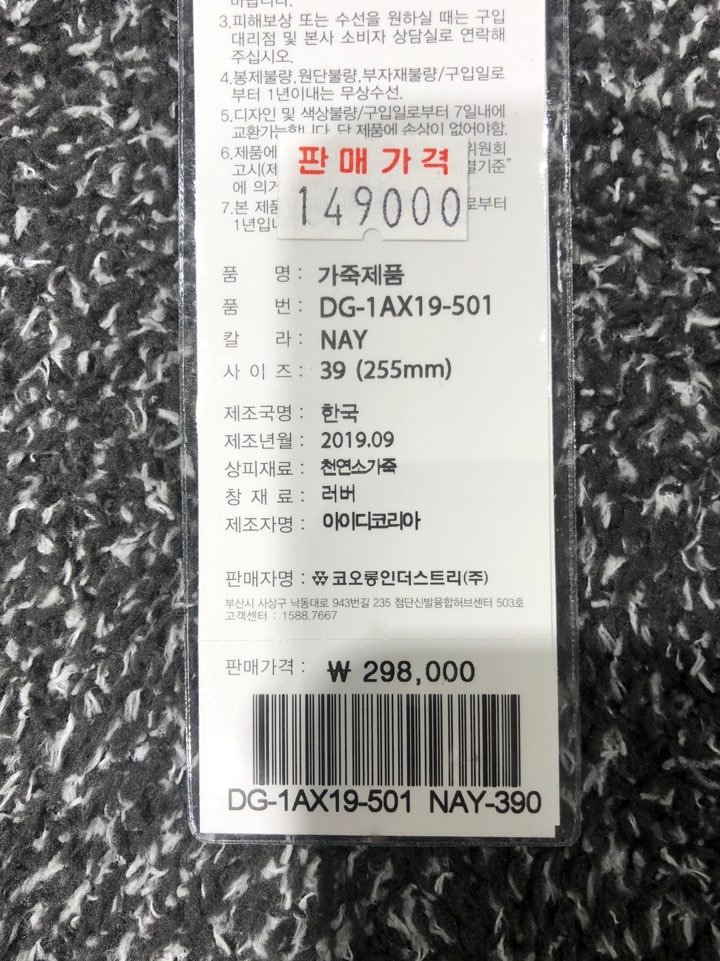 3.피해보상 또는 수선을 원하실 때는 구입
대리점 및 본사 소비자 상담실로 연락해
주십시오.
4.봉제불량,원단불량,부자재불량/구입일로
부터 1년이내는 무상수선.
5.디자인 및 색상불량/구입일로부터 7일내에
교환가능합니다. 단 제품에 손상이 없어야함.
6.제품에 위원회
고시(제 결기준"
에 의거
7.본 제품 로부터
1년입니
판매가격
149000
품 명 : 가죽제품
품 번 : DG-1AX19-501
칼 라 : NAY
사 이 즈 : 39 (255mm)
제조국명 : 한국
제조년월 : 2019.09
상피재료 : 천연소가죽
창 재 료 : 러버
제조자명 : 아이디코리아
판매자명 : 코오롱인더스트리(주)
부산시 사상구 낙동대로 943번길 235 첨단신발융합허브센터 503호
고객센터 : 1588.7667
판매가격 : ₩ 298,000
DG-1AX19-501 NAY-390